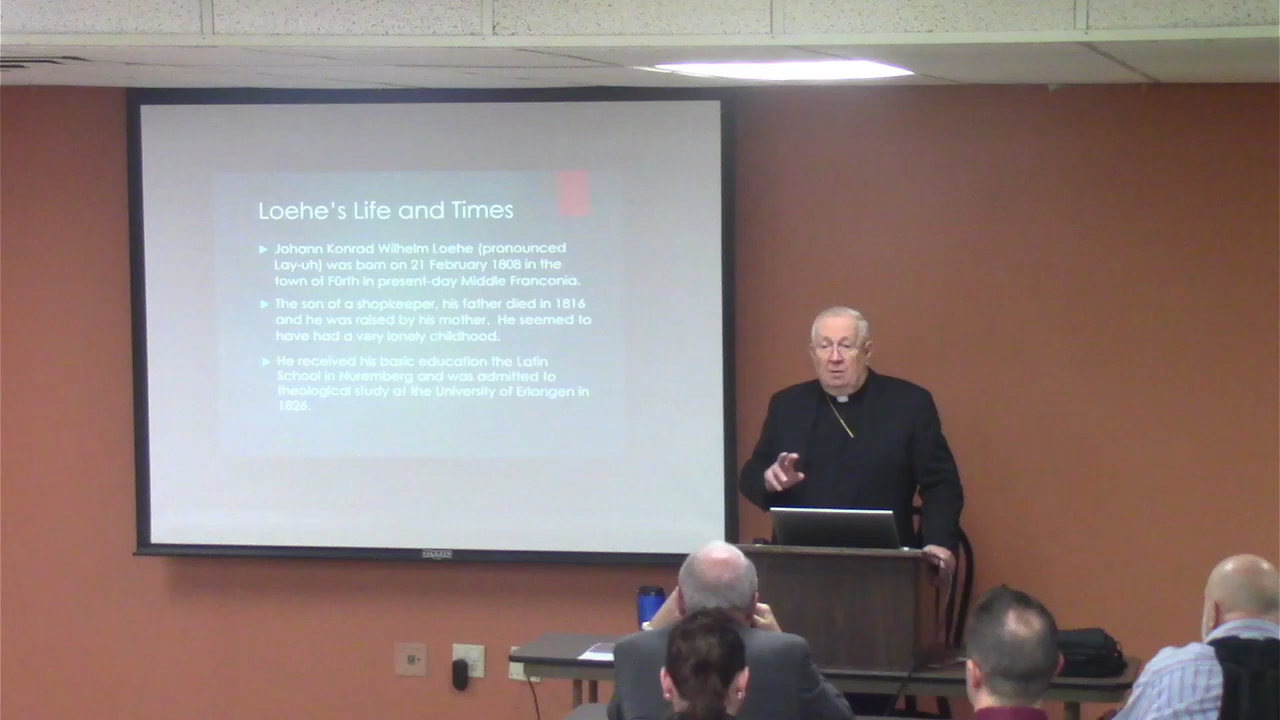 Loehe's Life and Times
Johann Konrad Wilhelm Loehe (pronounced
Lay-uh) was born on 21 February 1808 in the
town of Fürth in present-day Middle Franconia.
The son of a shopkeeper, his father died in 1816
and he was raised by his mother. He seemed to
have had a very lonely childhood.
He received his basic education the Latin
School in Nuremberg and was admitted to
theological study at the University of Erlangen in
1826.